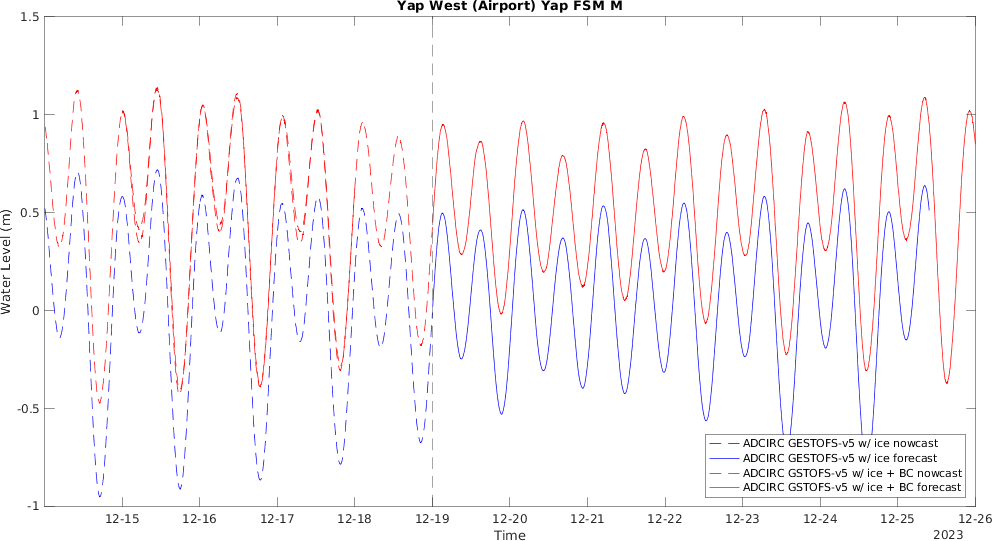 Yap West (Airport) Yap FSM M
1.5
1
0.5
0
-0.5
-1
Water Level (m)
12-15
12-16
12-17
12-18
12-19
12-20
12-21
12-22
12-23
12-24
12-25
12-26
Time
2023
ADCIRC GESTOFS-v5 w/ ice nowcast
ADCIRC GESTOFS-v5 w/ ice forecast
ADCIRC GSTOFS-v5 w/ ice + BC nowcast
ADCIRC GSTOFS-v5 w/ ice + BC forecast